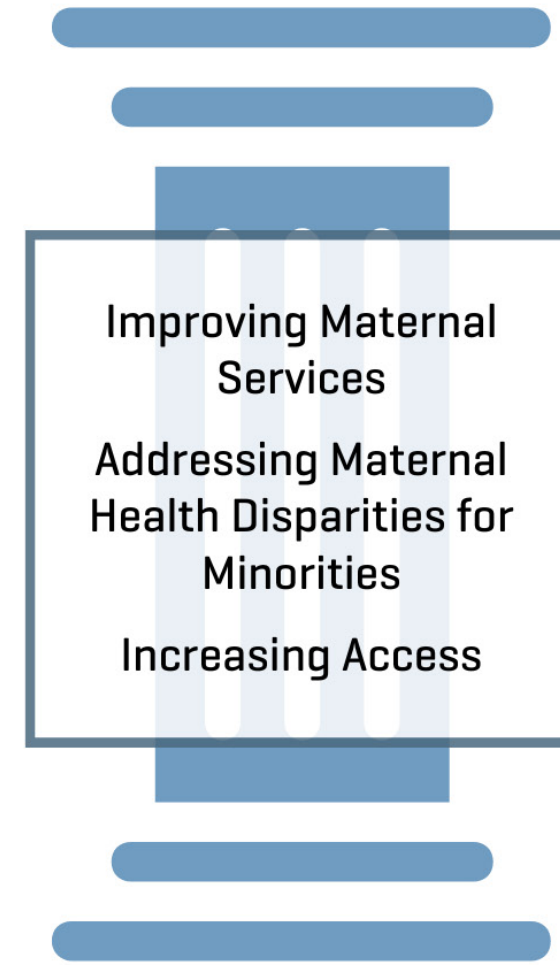 Improving Maternal
Services
Addressing Maternal
Health Disparities for
Minorities
Increasing Access